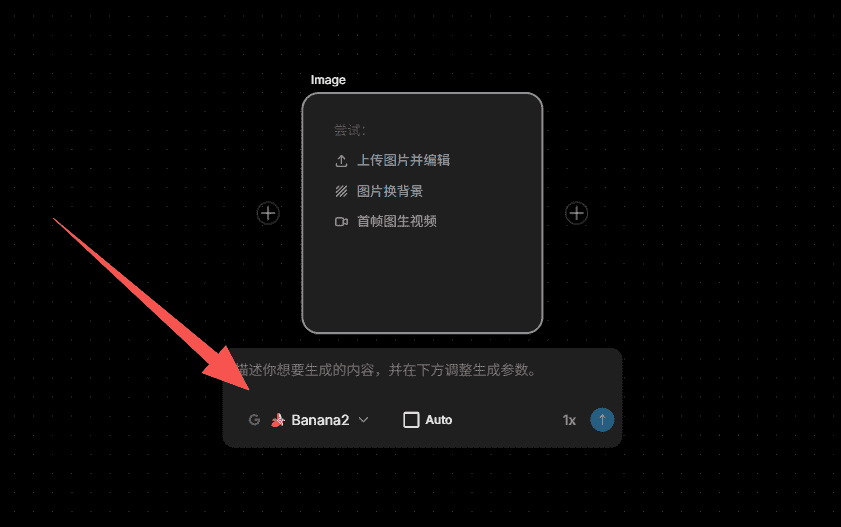 Image
尝试：
上传图片并编辑
图片换背景
首帧图生视频
描述你想要生成的内容，并在下方调整生成参数。
G Banana2 Auto 1x